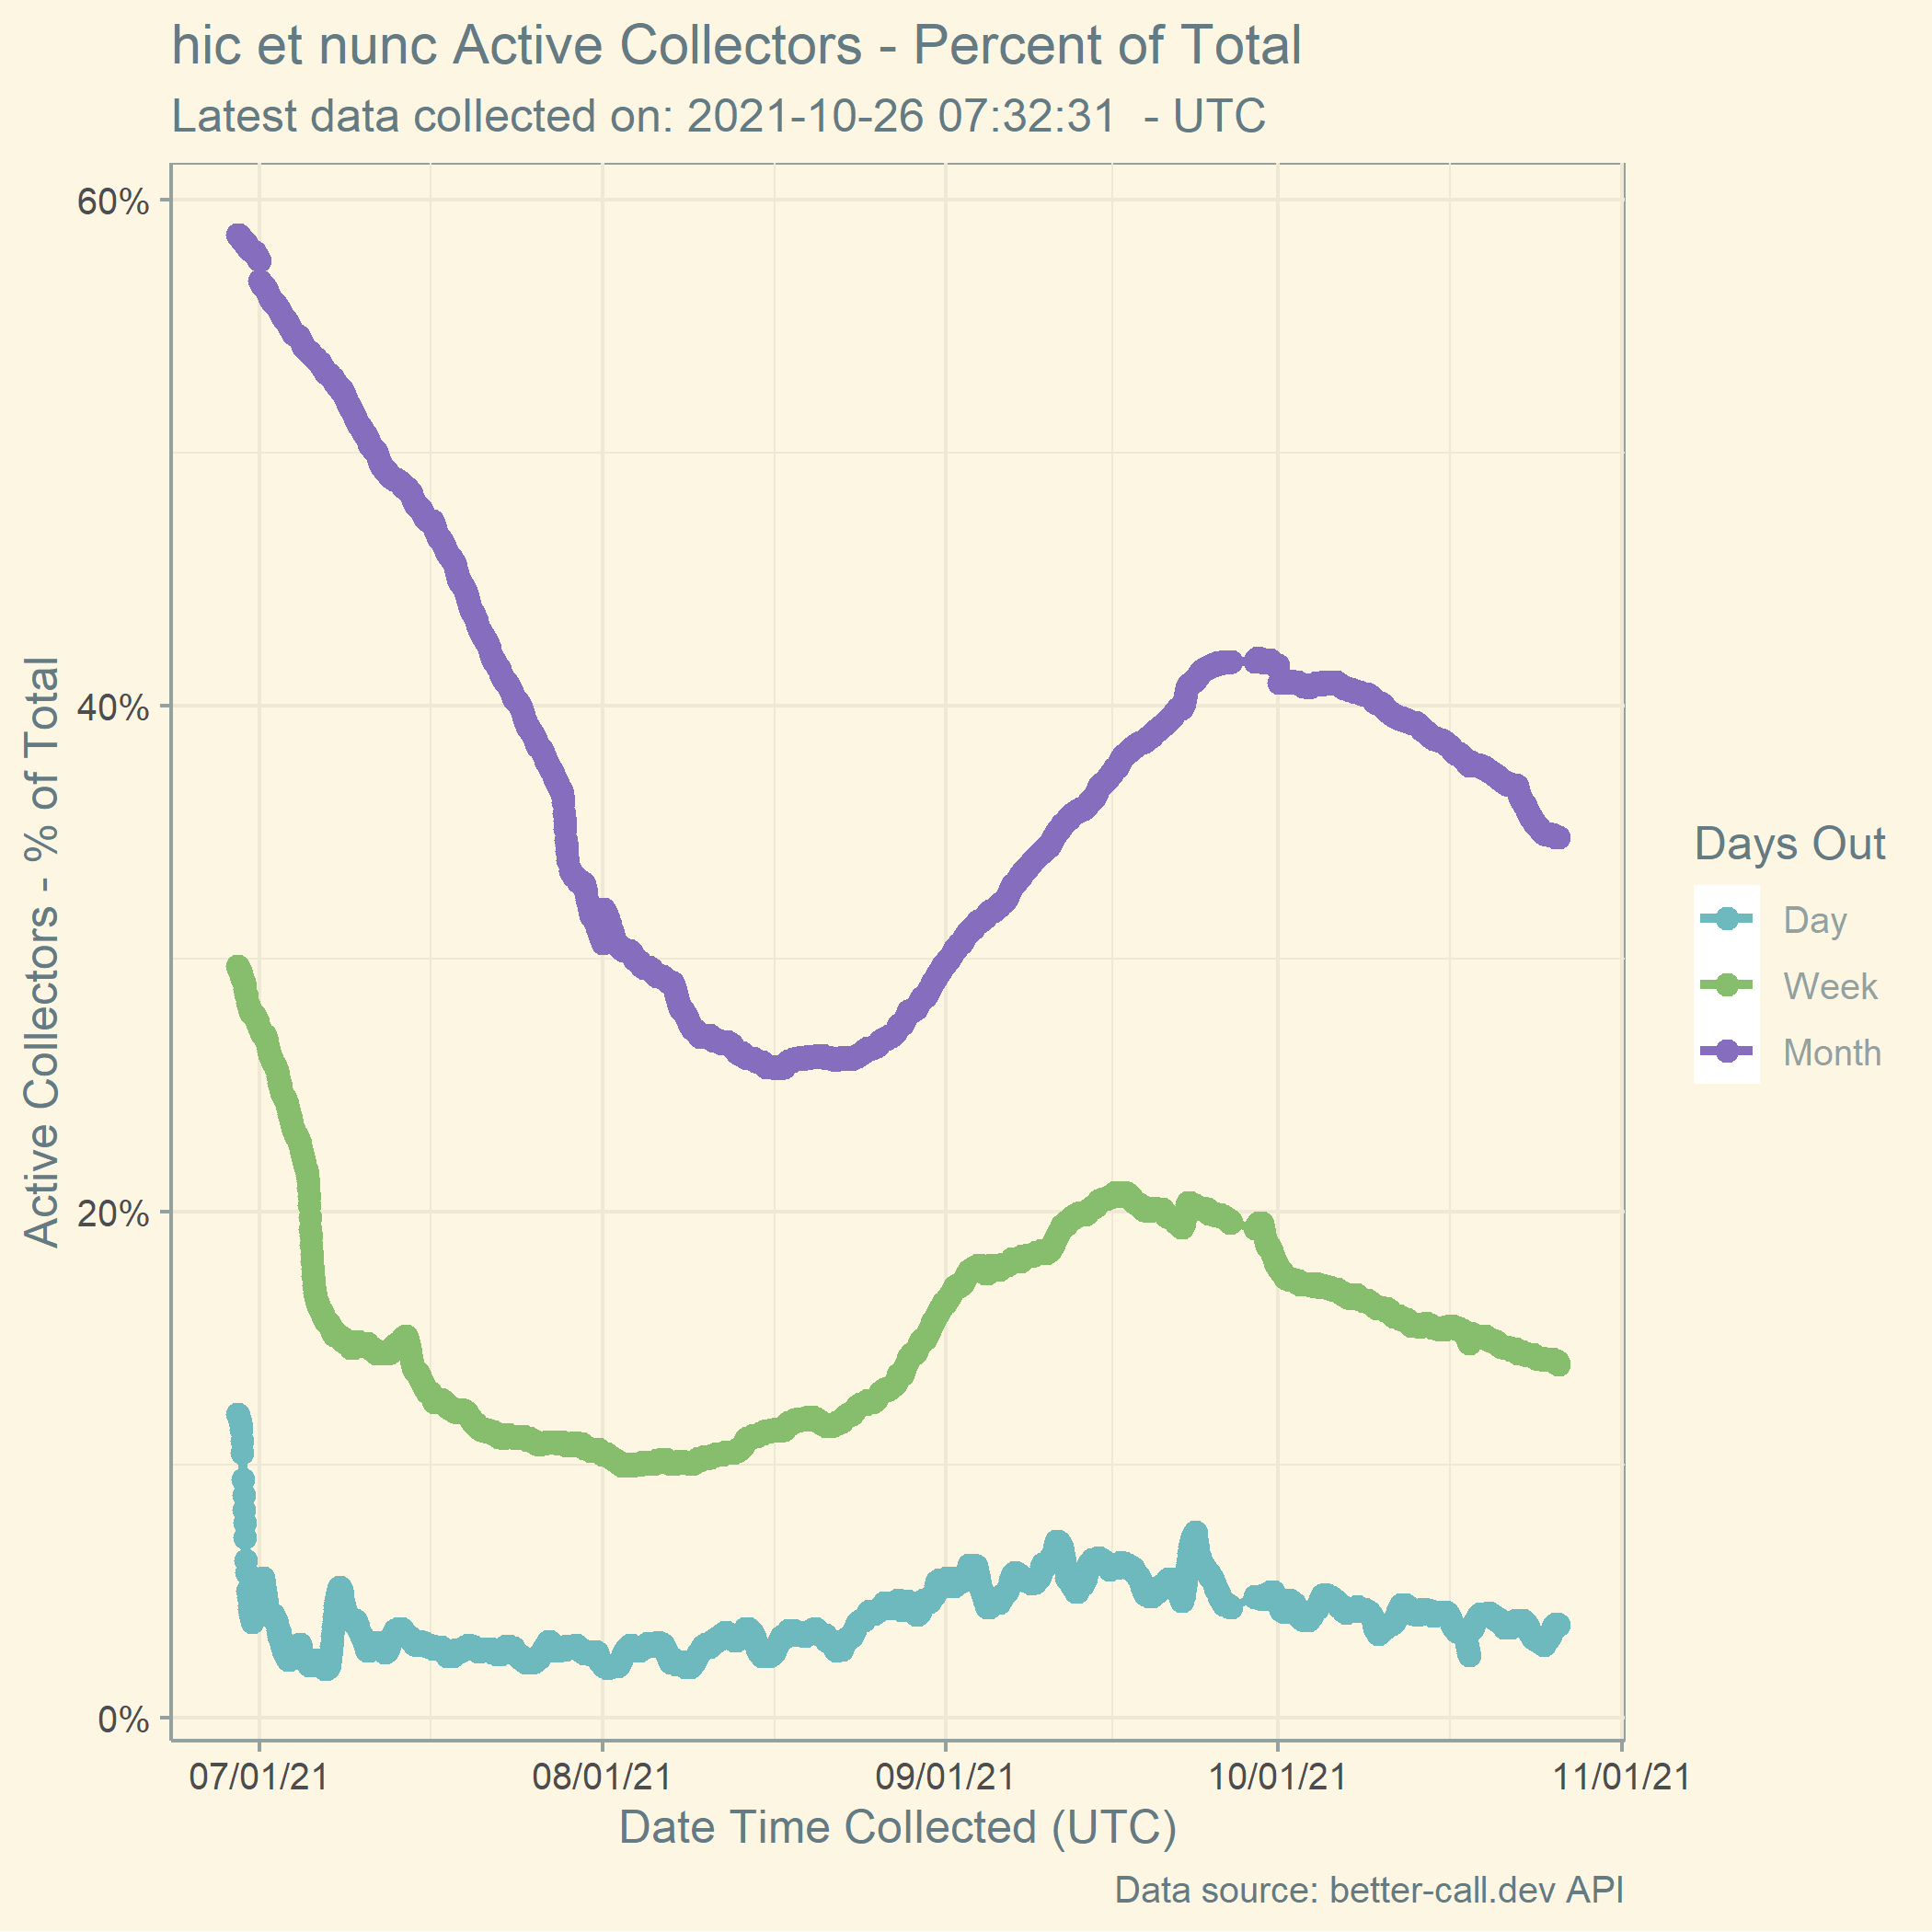 hic et nunc Active Collectors - Percent of Total
Latest data collected on: 2021-10-26 07:32:31  - UTC
Active Collectors - % of Total
60%
40%
20%
0%
07/01/21
08/01/21
09/01/21
10/01/21
11/01/21
Date Time Collected (UTC)
Days Out
Day
Week
Month
Data source: better-call.dev API